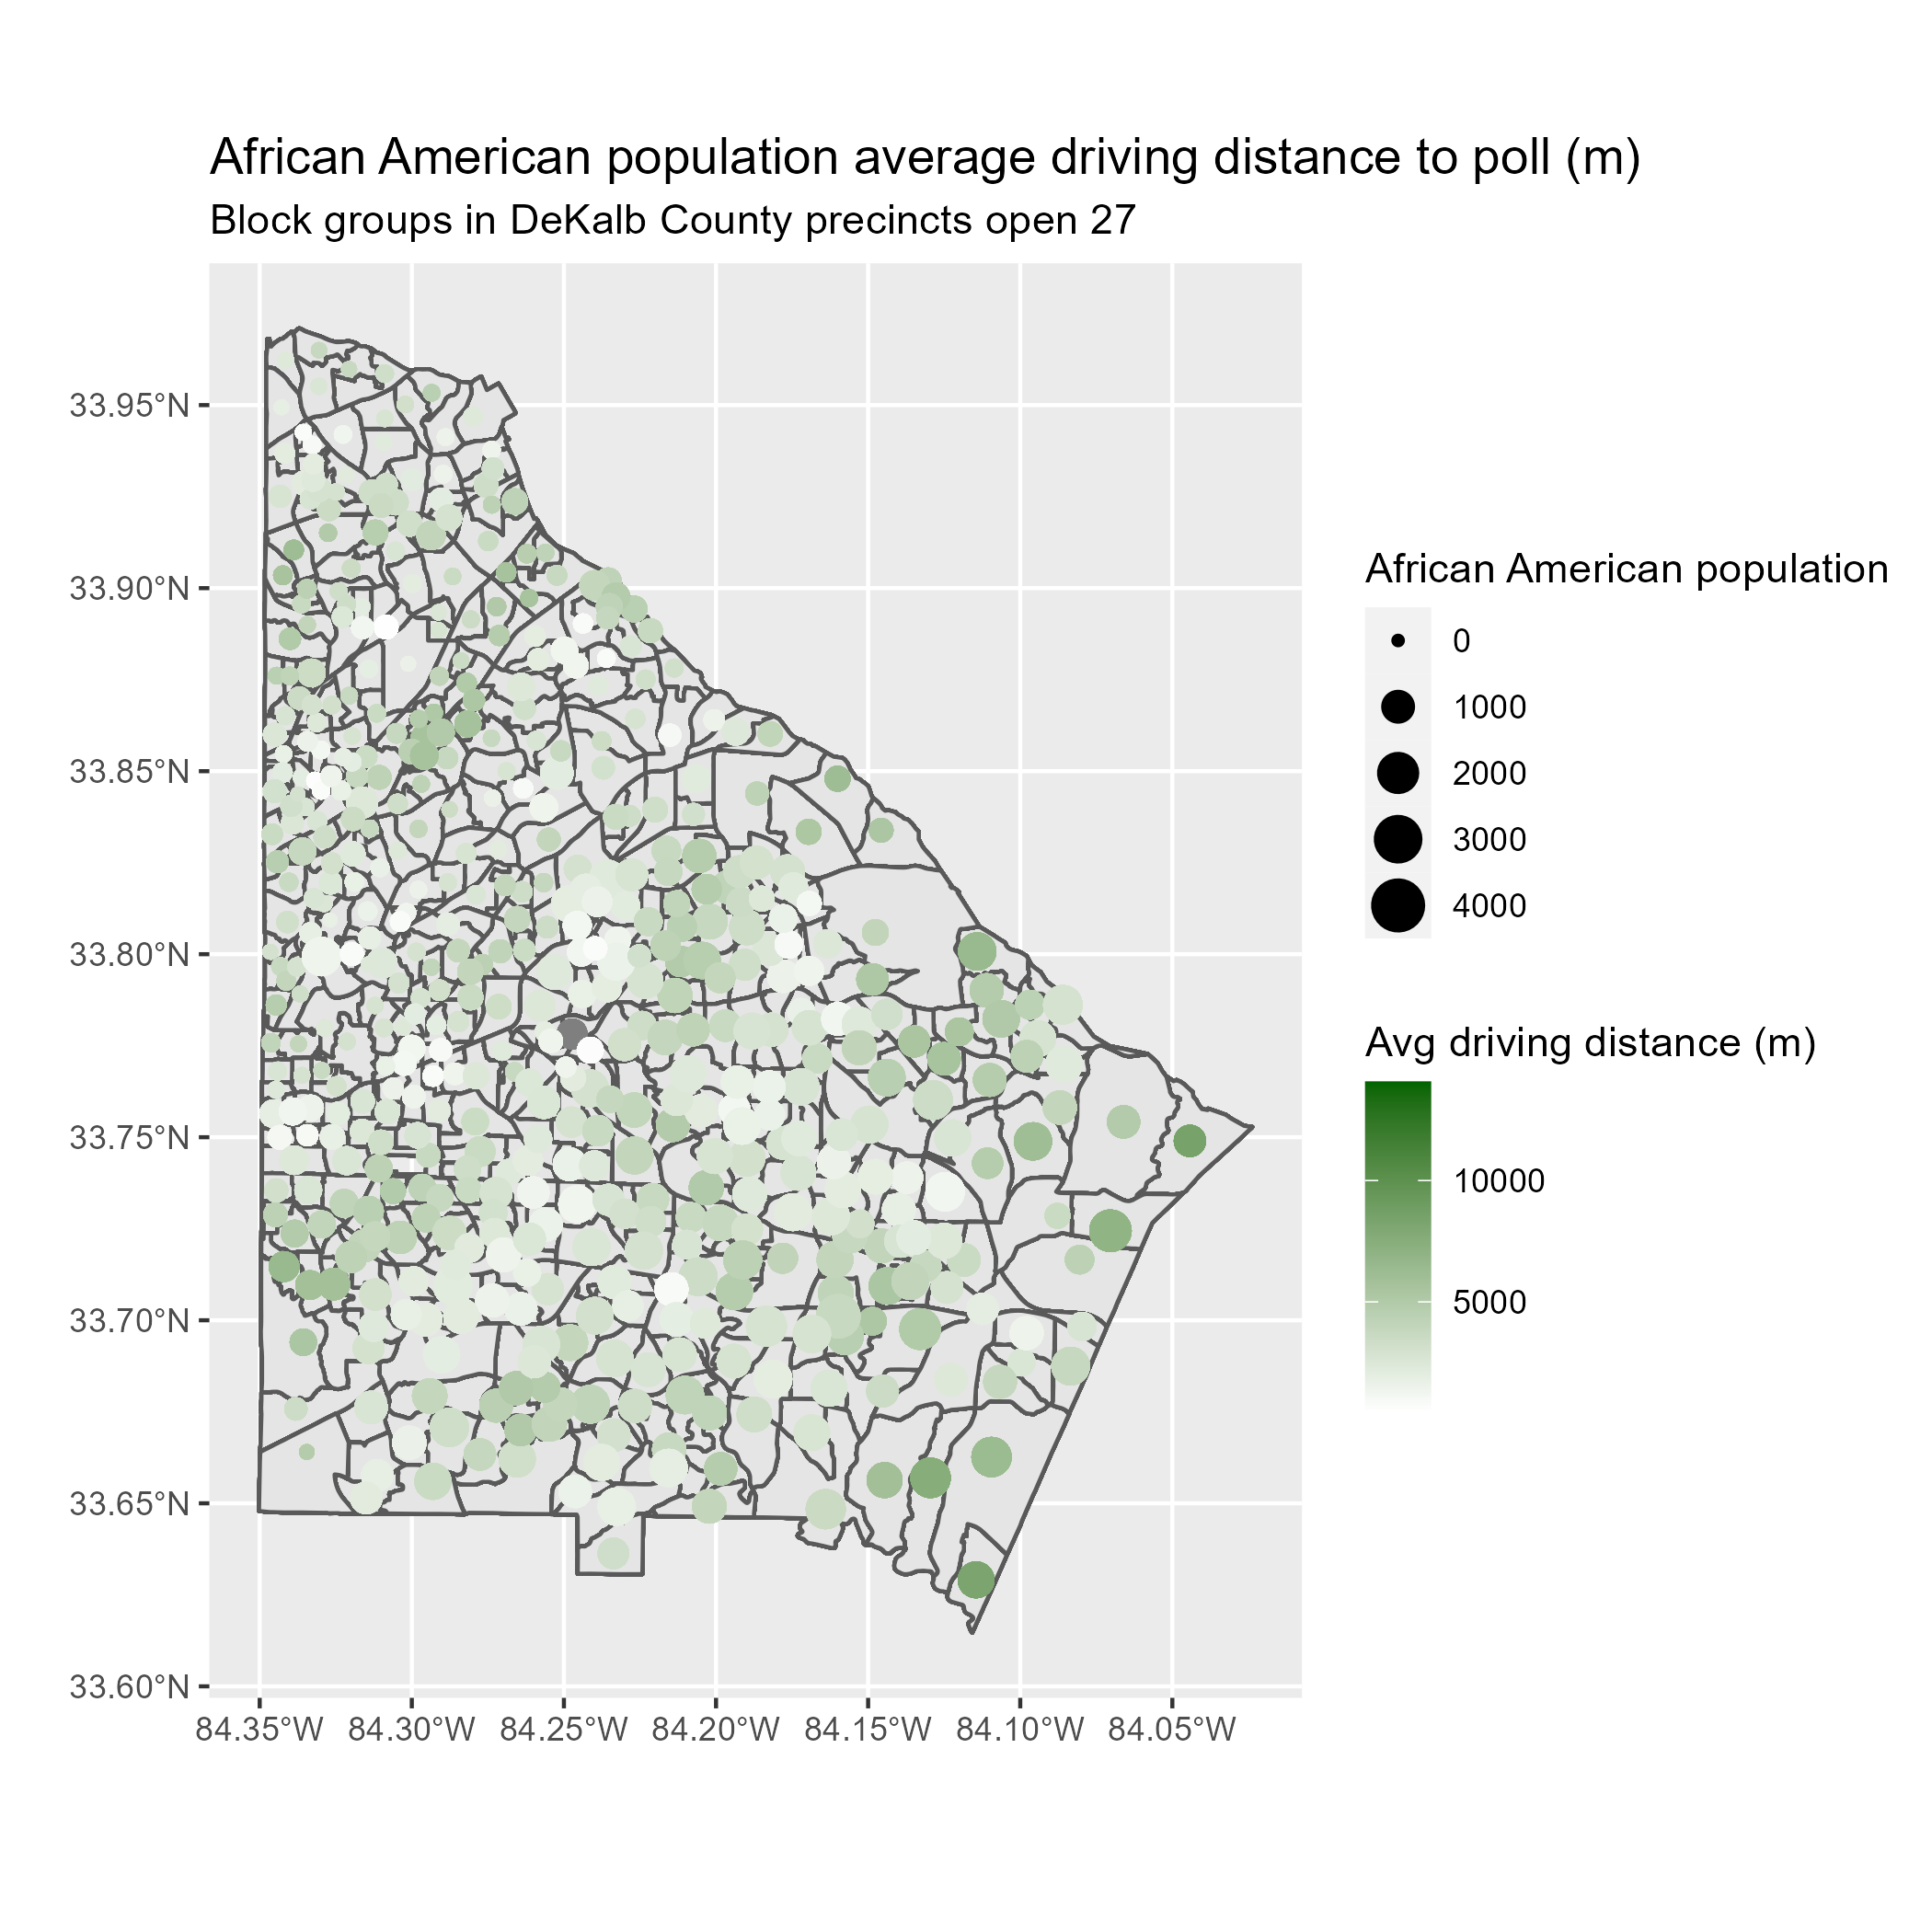 African American population average driving distance to poll (m)
Block groups in DeKalb County precincts open 27
33.95°N
33.90°N
33.85°N
33.80°N
33.75°N
33.70°N
33.65°N
33.60°N
84.35°W 84.30°W 84.25°W 84.20°W 84.15°W 84.10°W 84.05°W
African American population
0
1000
2000
3000
4000
Avg driving distance (m)
10000
5000